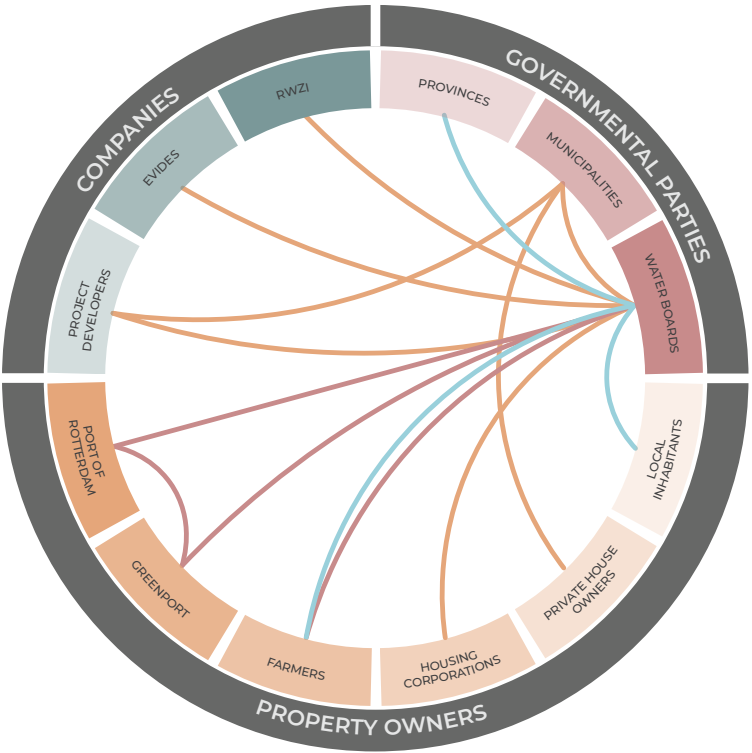 COMPANIES
GOVERNMENTAL PARTIES
PROPERTY OWNERS
RWZI
EVIDES
PROJECT
DEVELOPERS
PROVINCES
MUNICIPALITIES
WATER BOARDS
LOCAL
INHABITANTS
PRIVATE HOUSE
OWNERS
HOUSING
CORPORATIONS
FARMERS
GREENPORT
PORT OF
ROTTERDAM